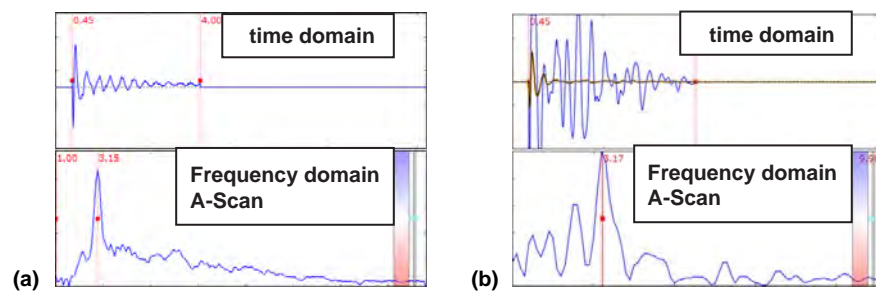 0.45
4.00
time domain
1.00
3.15
Frequency domain
A-Scan
(a)
0.45
time domain
3.17
Frequency domain
A-Scan
(b)